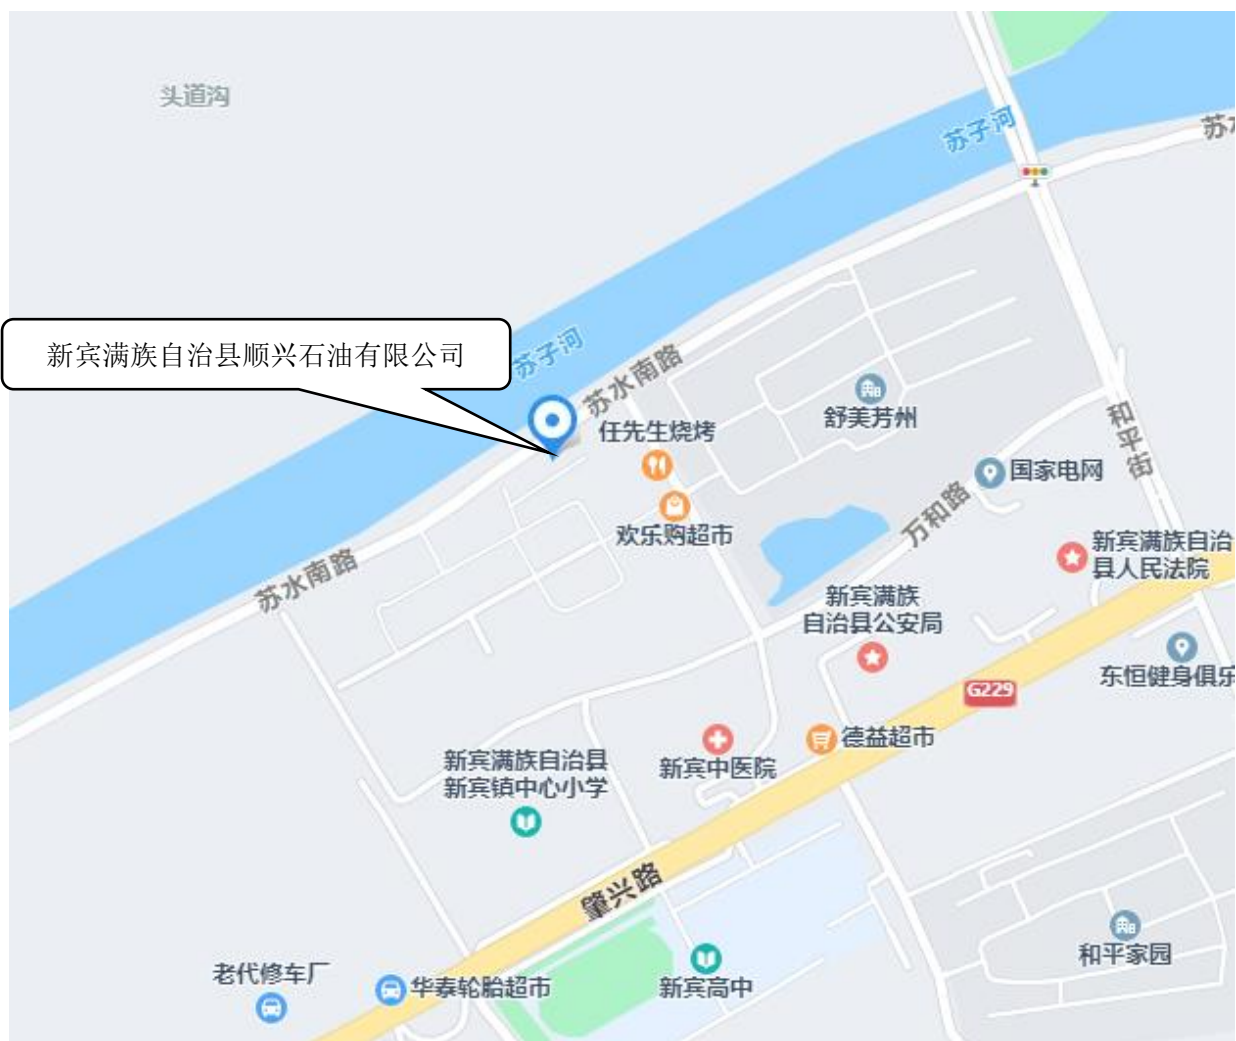 头道沟
苏子河
苏水
新宾满族自治县顺兴石油有限公司
苏子河
苏水南路
任先生烧烤
舒美芳州
和平街
国家电网
欢乐购超市
万和路
新宾满族自治
县人民法院
苏水南路
新宾满族
自治县公安局
东恒健身俱乐
G229
德益超市
新宾满族自治县
新宾镇中心小学
新宾中医院
肇兴路
和平家园
老代修车厂
华泰轮胎超市
新宾高中